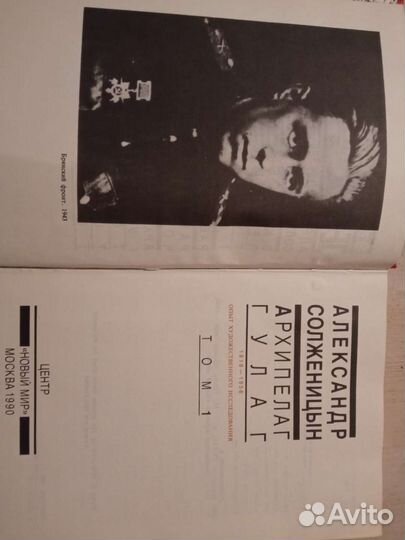 Брянский фронт. 1943
АЛЕКСАНДР
СОЛЖЕНИЦЫН
АРХИПЕЛАГ
ГУЛАГ
1918—1956
ОПЫТ ХУДОЖЕСТВЕННОГО ИССЛЕДОВАНИЯ
ТОМ 1
ЦЕНТР
«НОВЫЙ МИР»
МОСКВА 1990
Avito